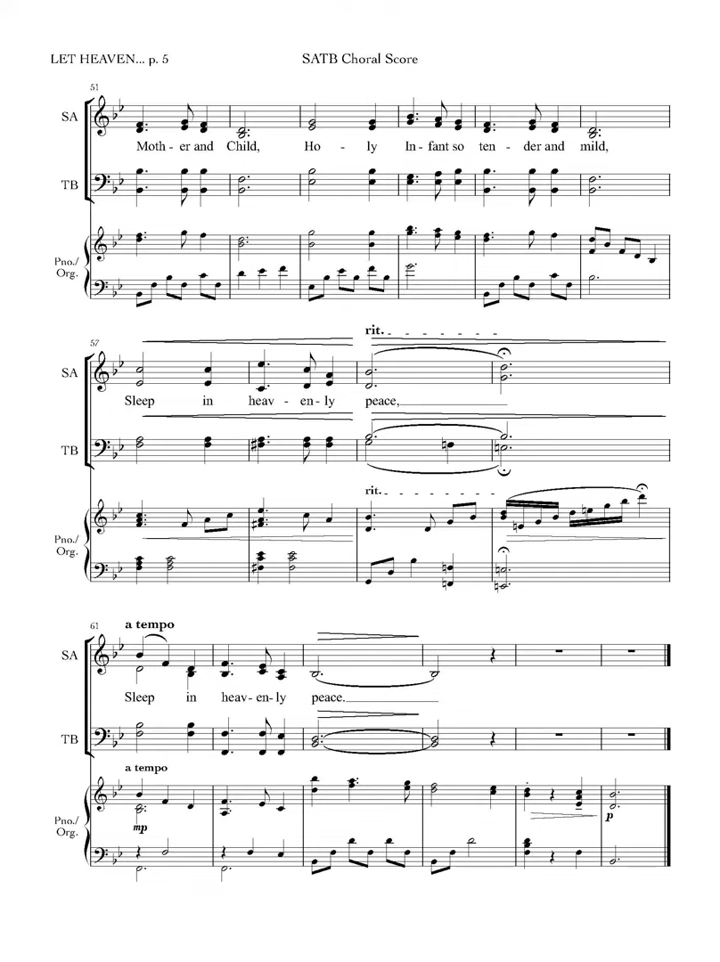 LET HEAVEN... p. 5 SATB Choral Score
51
SA
Moth - er and Child, Ho - ly In - fant so ten - der and mild,
TB
Pno./
Org.
rit.
57
SA
Sleep in heav - en - ly peace,
TB
rit.
Pno./
Org.
a tempo
61
SA
Sleep in heav - en - ly peace.
TB
a tempo
Pno./
Org.
mp
p